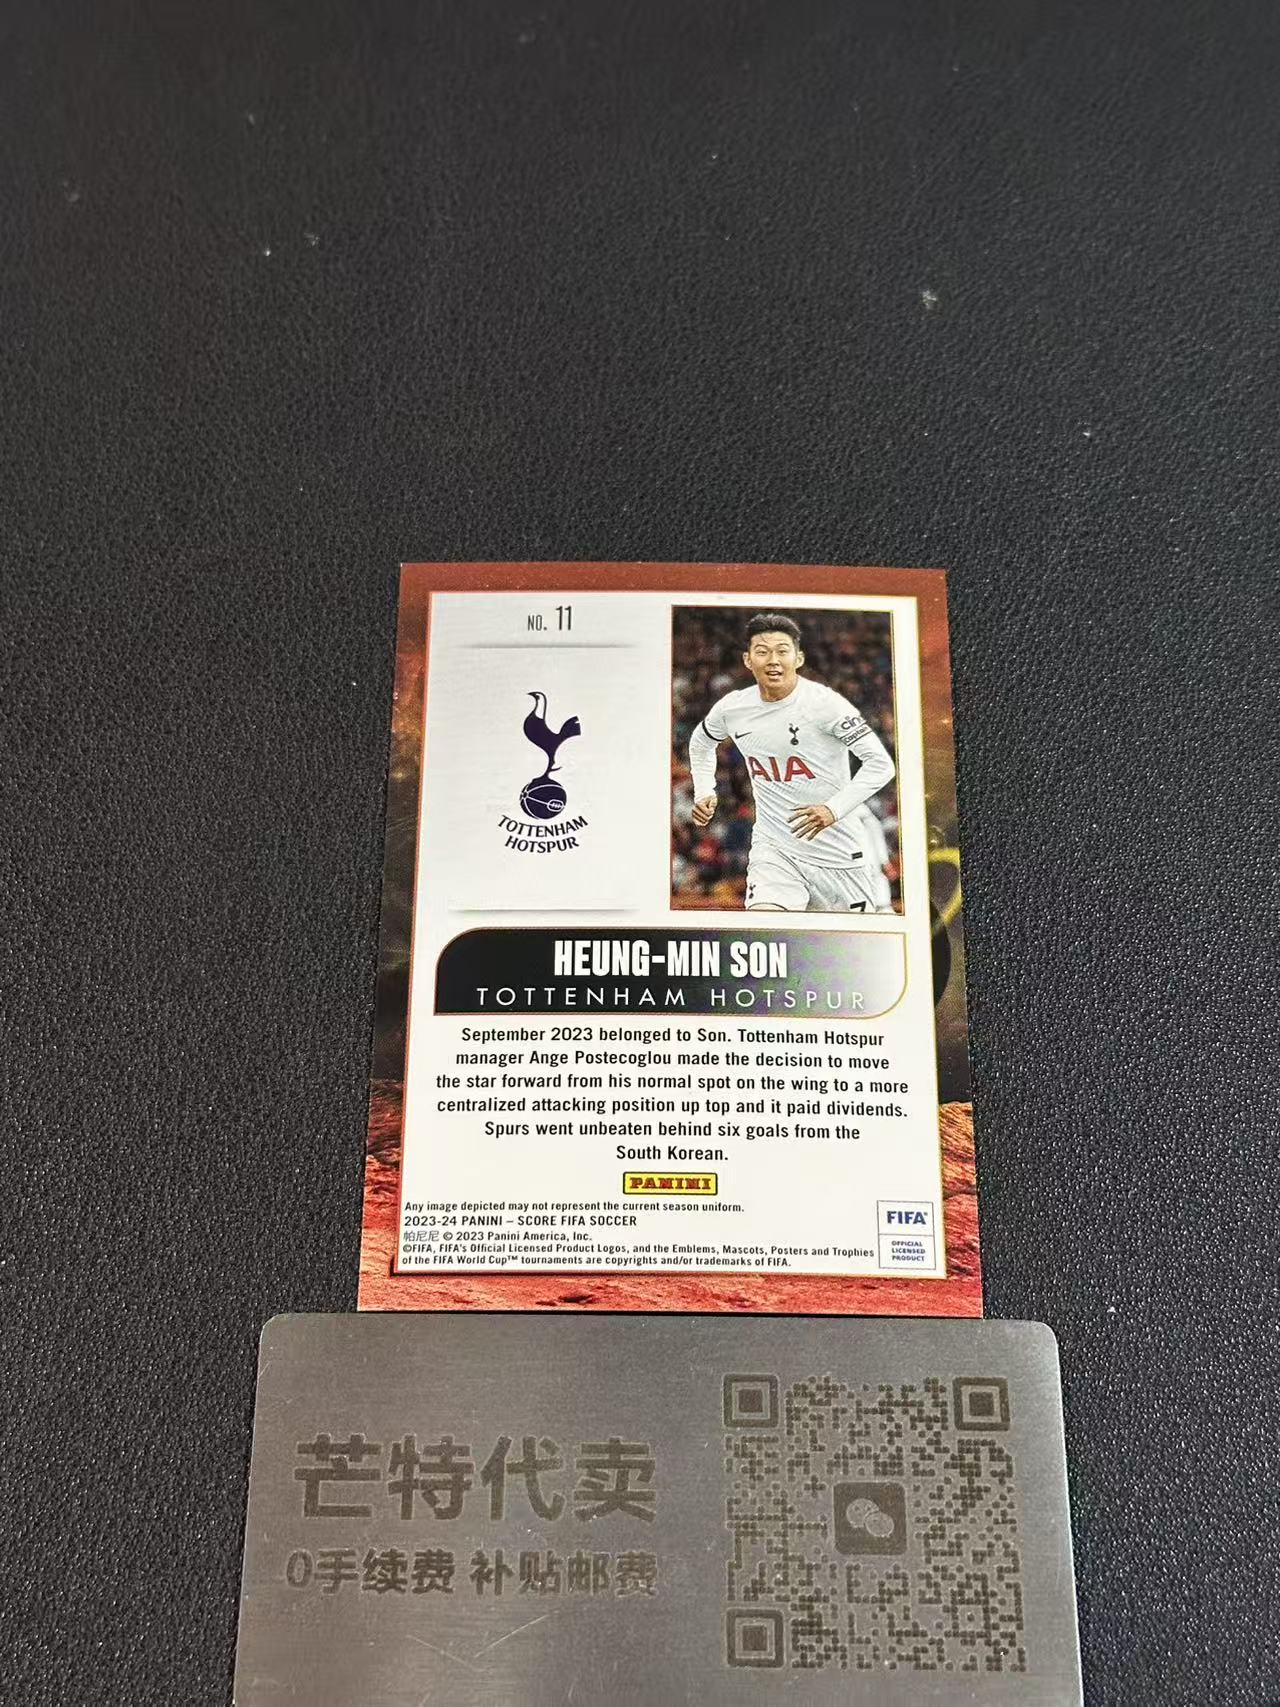 NO. 11
TOTTENHAM
HOTSPUR
cinch
Captain
AIA
7
HEUNG-MIN SON
TOTTENHAM HOTSPUR
September 2023 belonged to Son. Tottenham Hotspur
manager Ange Postecoglou made the decision to move
the star forward from his normal spot on the wing to a more
centralized attacking position up top and it paid dividends.
Spurs went unbeaten behind six goals from the
South Korean.
PANINI
Any image depicted may not represent the current season uniform.
2023-24 PANINI – SCORE FIFA SOCCER
帕尼尼 © 2023 Panini America, Inc.
©FIFA, FIFA's Official Licensed Product Logos, and the Emblems, Mascots, Posters and Trophies
of the FIFA World Cup™ tournaments are copyrights and/or trademarks of FIFA.
FIFA®
OFFICIAL
LICENSED
PRODUCT
芒特代卖
0手续费 补贴邮费